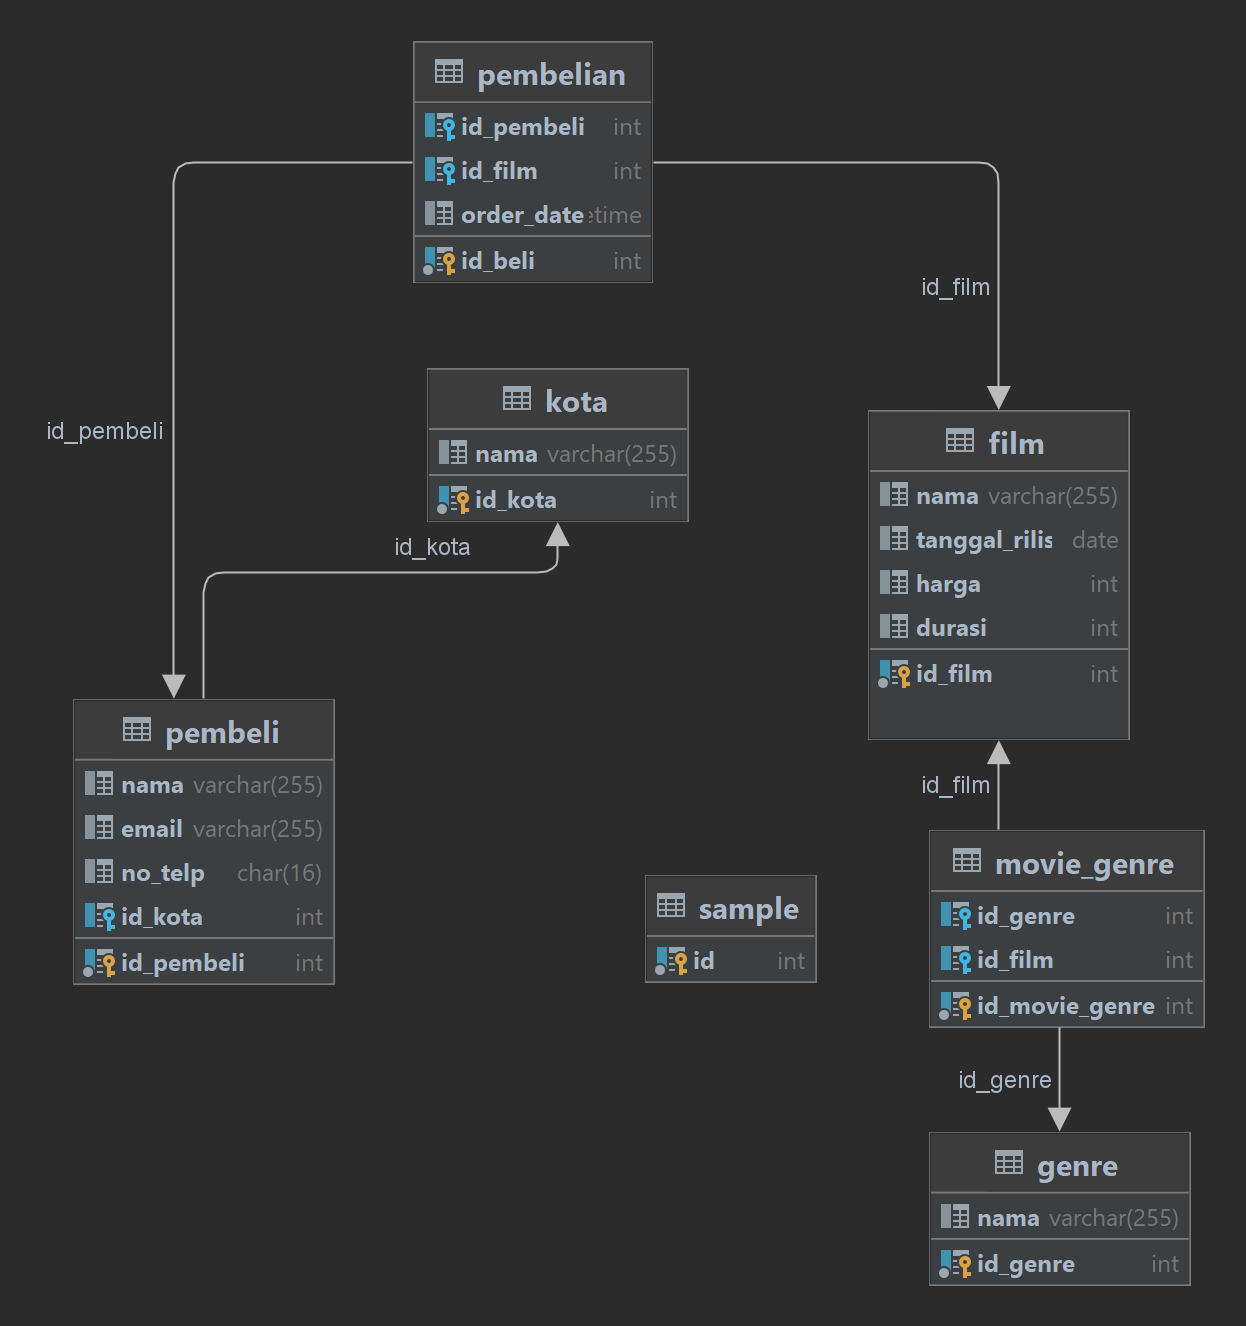 pembelian
id_pembeli int
id_film int
order_date etime
id_beli int
id_film
kota
nama varchar(255)
id_kota int
id_pembeli
id_kota
film
nama varchar(255)
tanggal_rilis date
harga int
durasi int
id_film int
pembeli
nama varchar(255)
email varchar(255)
no_telp char(16)
id_kota int
id_pembeli int
id_film
sample
id int
movie_genre
id_genre int
id_film int
id_movie_genre int
id_genre
genre
nama varchar(255)
id_genre int